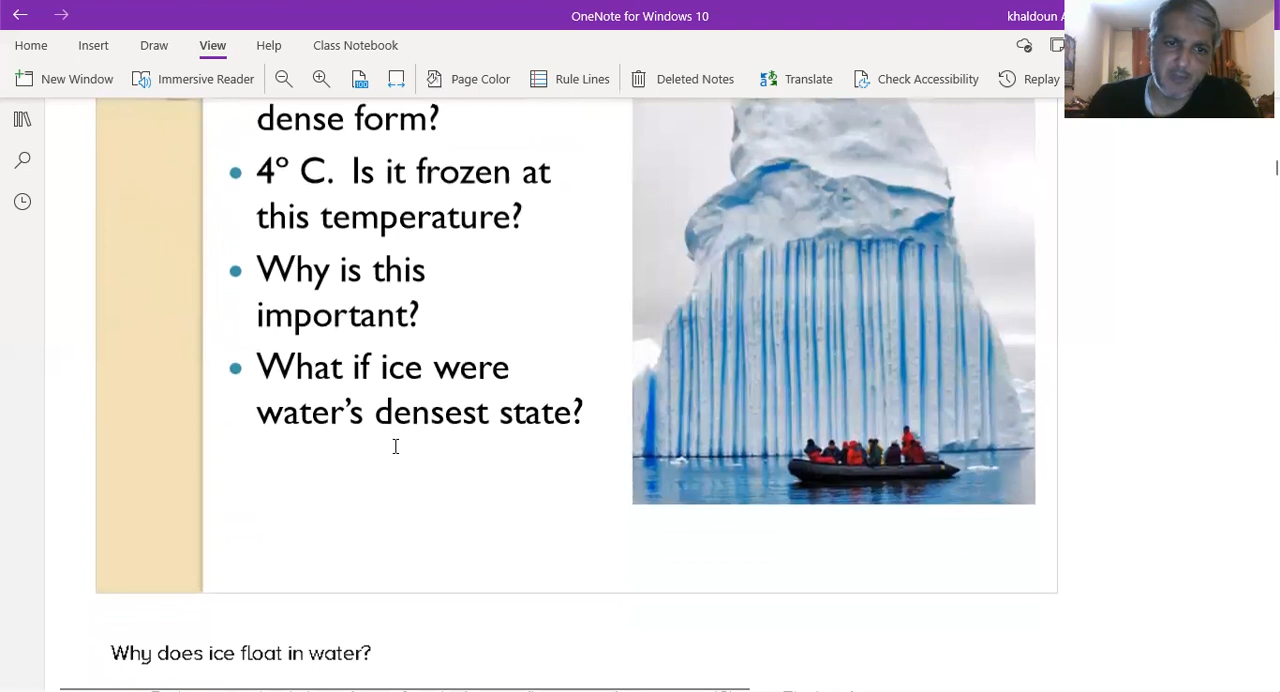 OneNote for Windows 10
khaldoun
Home Insert Draw View Help Class Notebook
New Window Immersive Reader Page Color Rule Lines Deleted Notes Translate Check Accessibility Replay
dense form?
• 4° C. Is it frozen at
this temperature?
• Why is this
important?
• What if ice were
water's densest state?
Why does ice float in water?